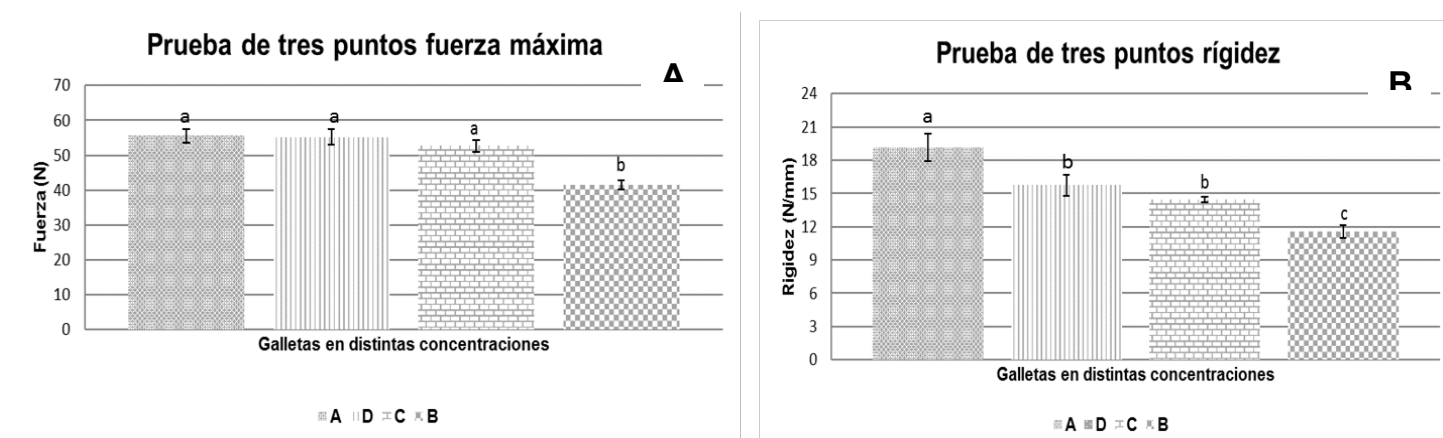 Prueba de tres puntos fuerza máxima
A
70
60
50
40
30
20
10
0
Fuerza (N)
a
a
a
b
Galletas en distintas concentraciones
A D C B
Prueba de tres puntos rígidez
B
24
21
18
15
12
9
6
3
0
Rigidez (N/mm)
a
b
b
c
Galletas en distintas concentraciones
A D C B